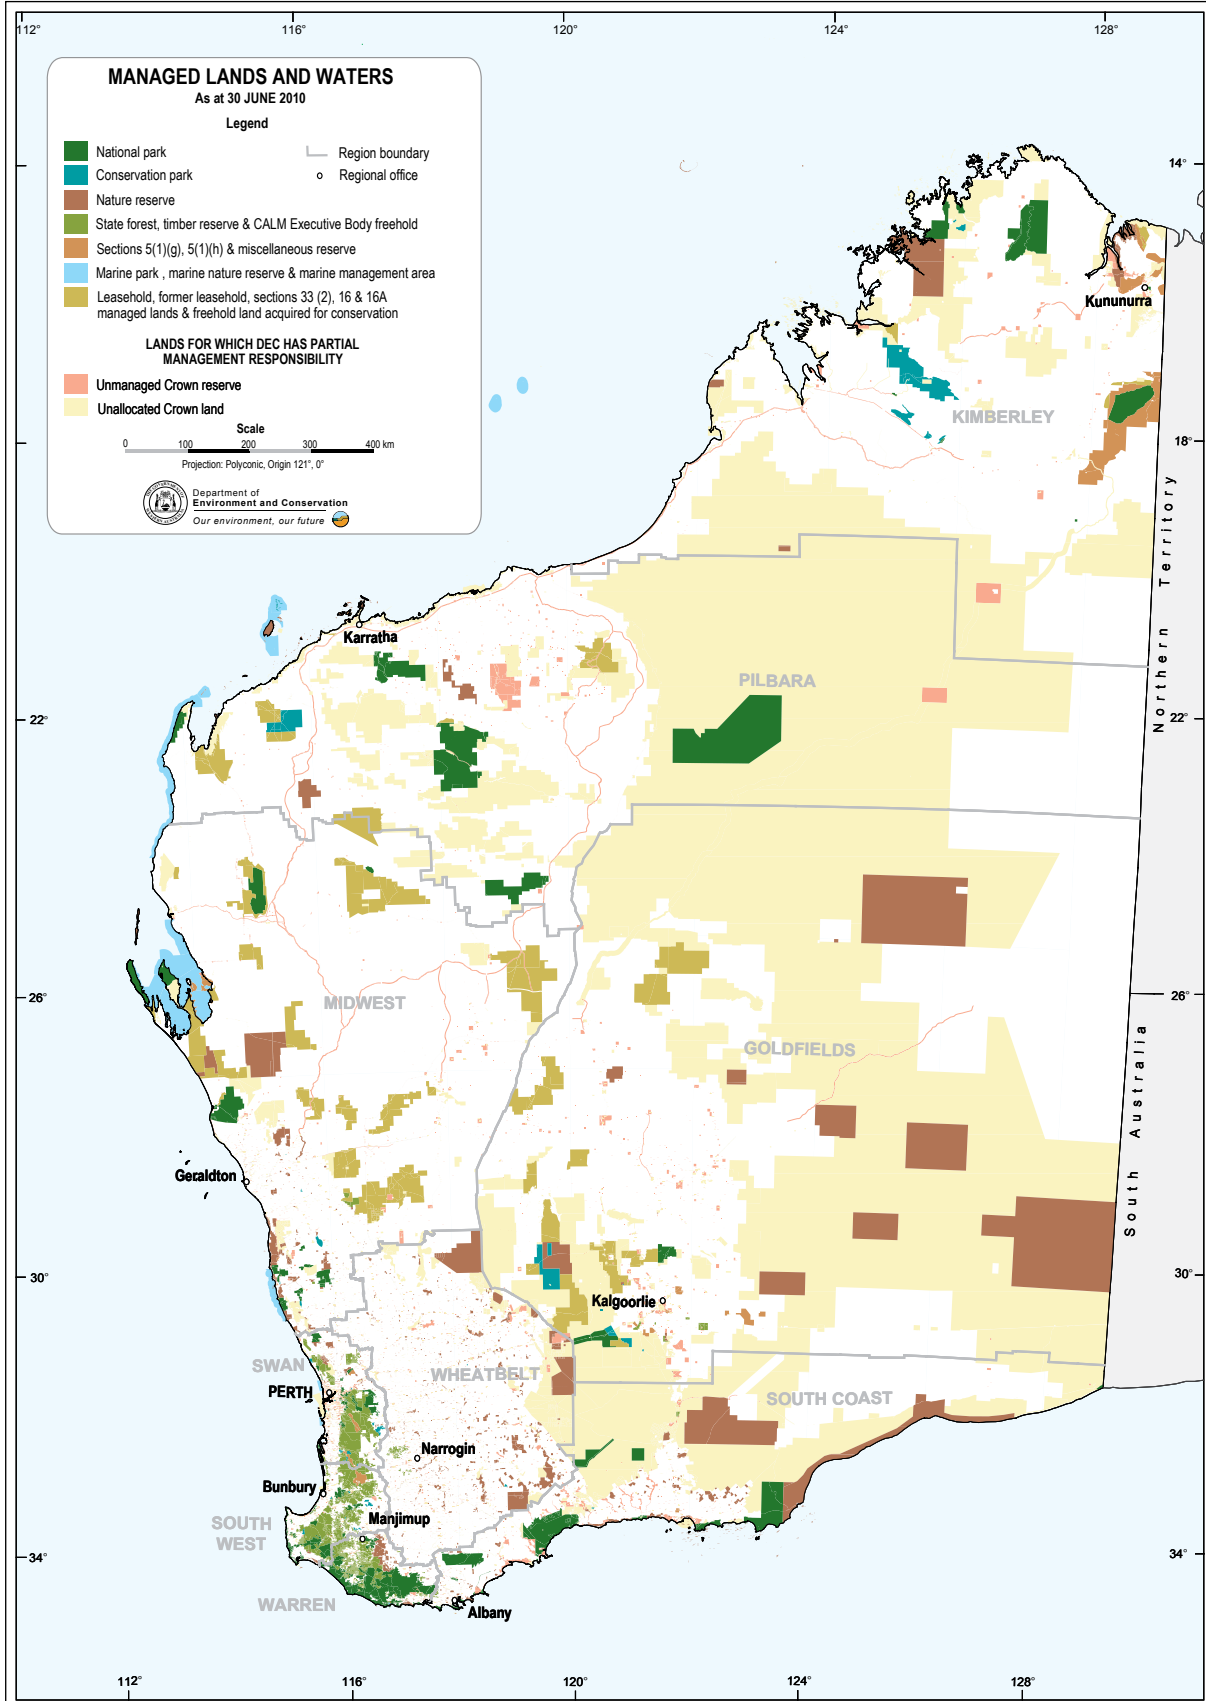 112° 116° 120° 124° 128°
MANAGED LANDS AND WATERS
As at 30 JUNE 2010
Legend
National park
Conservation park
Nature reserve
State forest, timber reserve & CALM Executive Body freehold
Sections 5(1)(g), 5(1)(h) & miscellaneous reserve
Marine park , marine nature reserve & marine management area
Leasehold, former leasehold, sections 33 (2), 16 & 16A
managed lands & freehold land acquired for conservation
Region boundary
Regional office
LANDS FOR WHICH DEC HAS PARTIAL
MANAGEMENT RESPONSIBILITY
Unmanaged Crown reserve
Unallocated Crown land
Scale
0 100 200 300 400 km
Projection: Polyconic, Origin 121°, 0°
Department of
Environment and Conservation
Our environment, our future
14°
Kununurra
KIMBERLEY
18°
Northern Territory
Karratha
PILBARA
22° 22°
MIDWEST
26° 26°
GOLDFIELDS
South Australia
Geraldton
30° 30°
Kalgoorlie
SWAN
WHEATBELT
PERTH
SOUTH COAST
Narrogin
Bunbury
Manjimup
SOUTH
WEST
34° 34°
WARREN
Albany
112° 116° 120° 124° 128°